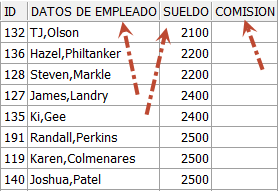 ID DATOS DE EMPLEADO SUELDO COMISION
132 TJ,Olson 2100
136 Hazel,Philtanker 2200
128 Steven,Markle 2200
127 James,Landry 2400
135 Ki,Gee 2400
191 Randall,Perkins 2500
119 Karen,Colmenares 2500
140 Joshua,Patel 2500